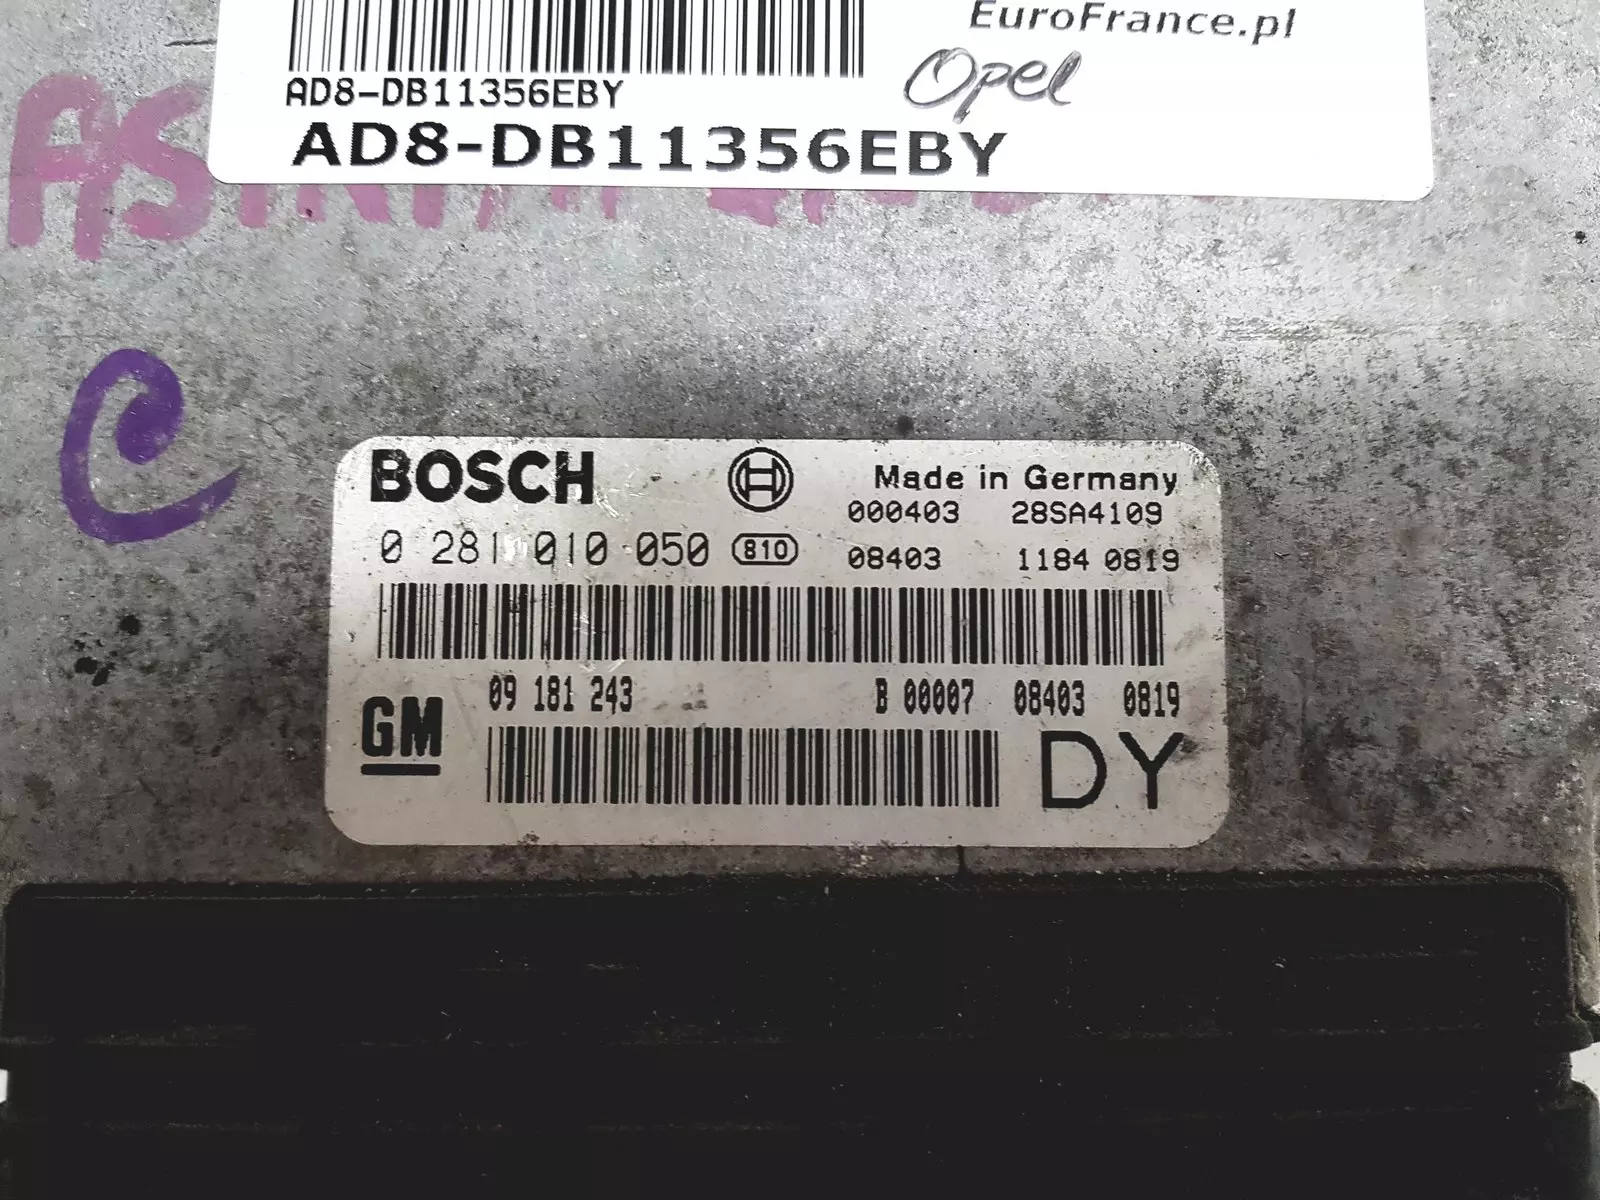 EuroFrance.pl
Opel
AD8-DB11356EBY
AD8-DB11356EBY
C
BOSCH
Made in Germany
000403 28SA4109
0 281 010 050 810
08403 1184 0819
09 181 243 B 00007 08403 0819
GM
DY